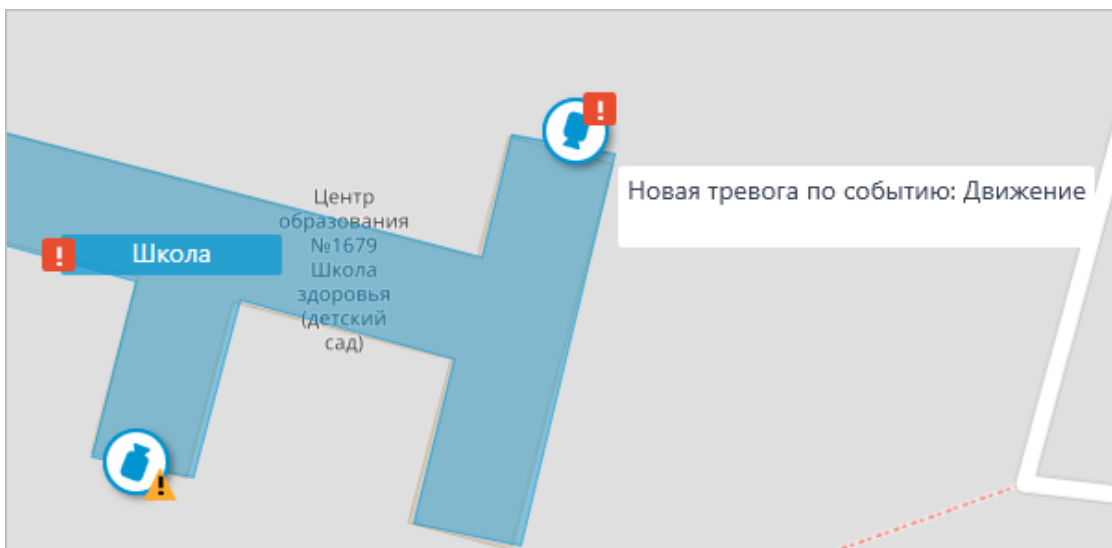 Новая тревога по событию: Движение
Центр
образования
№1679
Школа
здоровья
(детский
сад)
Школа